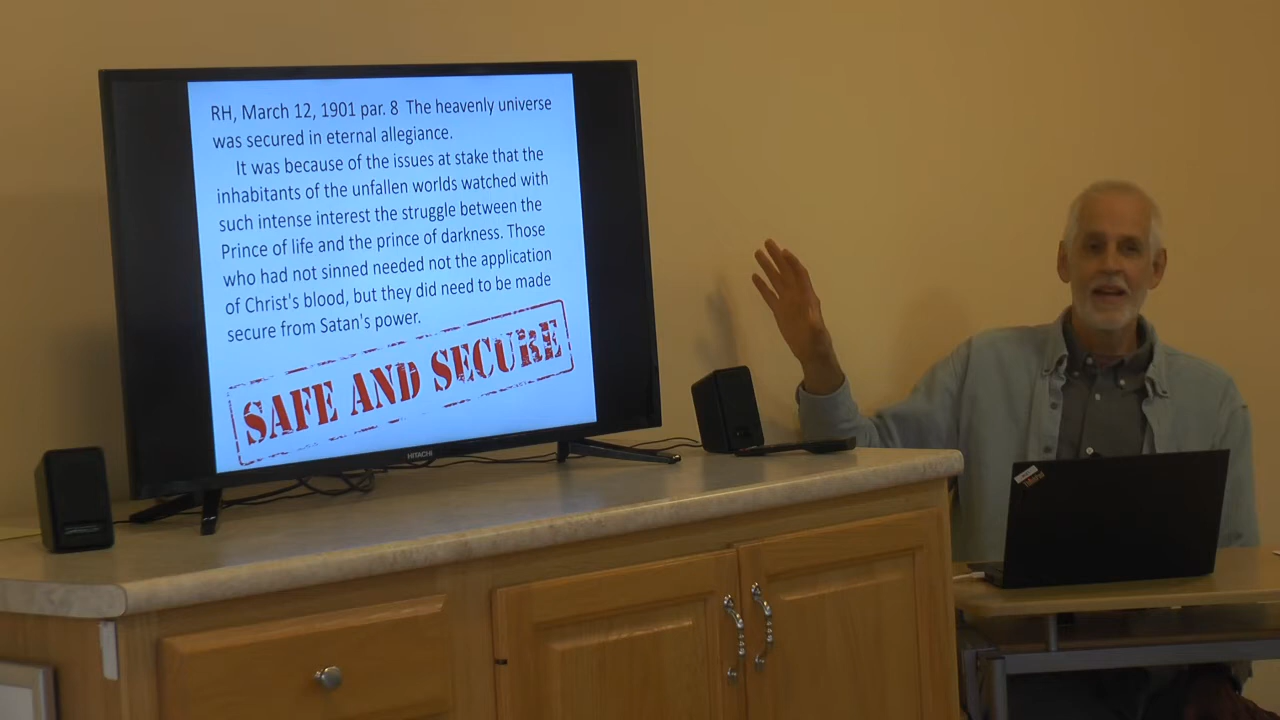 RH, March 12, 1901 par. 8 The heavenly universe
was secured in eternal allegiance.
It was because of the issues at stake that the
inhabitants of the unfallen worlds watched with
such intense interest the struggle between the
Prince of life and the prince of darkness. Those
who had not sinned needed not the application
of Christ's blood, but they did need to be made
secure from Satan's power.
SAFE AND SECURE
HITACHI